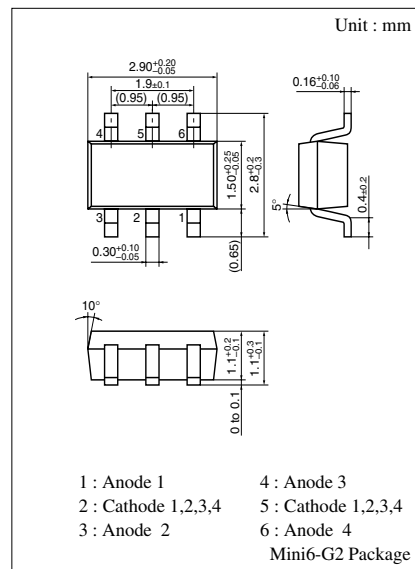 Unit : mm
2.90 +0.20 −0.05
1.9±0.1
(0.95) (0.95)
0.16 +0.10 −0.06
4 5 6
1.50 +0.25 −0.05
2.8 +0.2 −0.3
3 2 1
5°
0.4±0.2
0.30 +0.10 −0.05
(0.65)
10°
1.1 +0.2 −0.1
1.1 +0.3 −0.1
0 to 0.1
1 : Anode 1 4 : Anode 3
2 : Cathode 1,2,3,4 5 : Cathode 1,2,3,4
3 : Anode 2 6 : Anode 4
Mini6-G2 Package